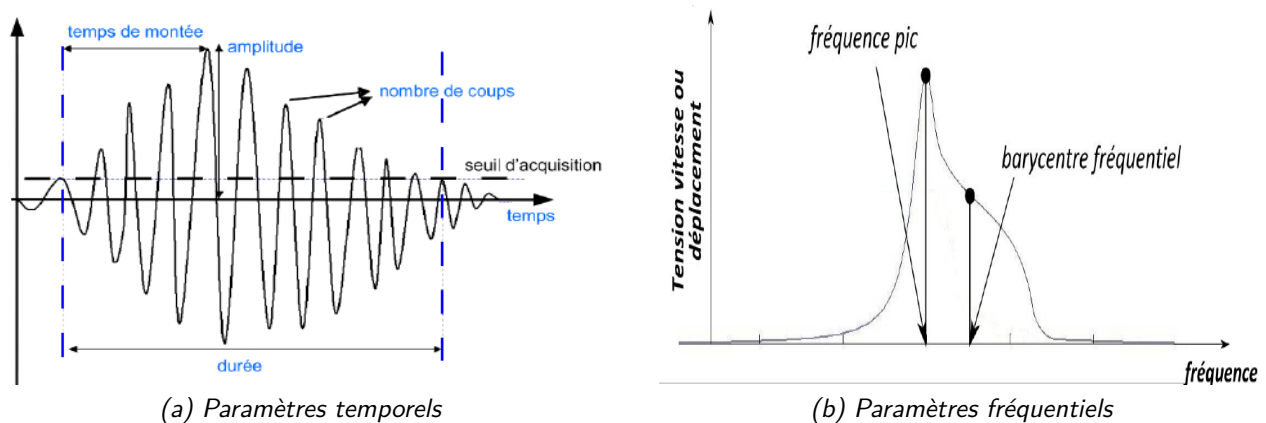 temps de montée
amplitude
nombre de coups
seuil d'acquisition
temps
durée
(a) Paramètres temporels
Tension vitesse ou
déplacement
fréquence pic
barycentre fréquentiel
fréquence
(b) Paramètres fréquentiels